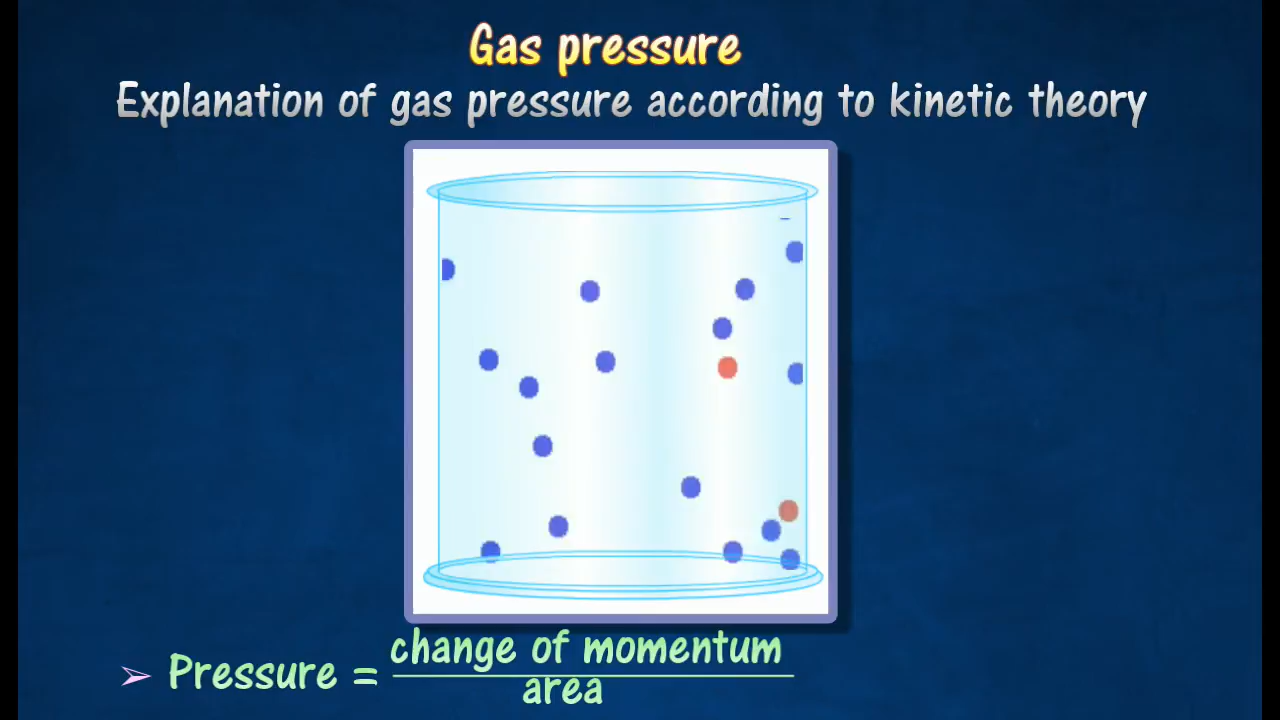 Gas pressure
Explanation of gas pressure according to kinetic theory
➢ Pressure = change of momentum
area